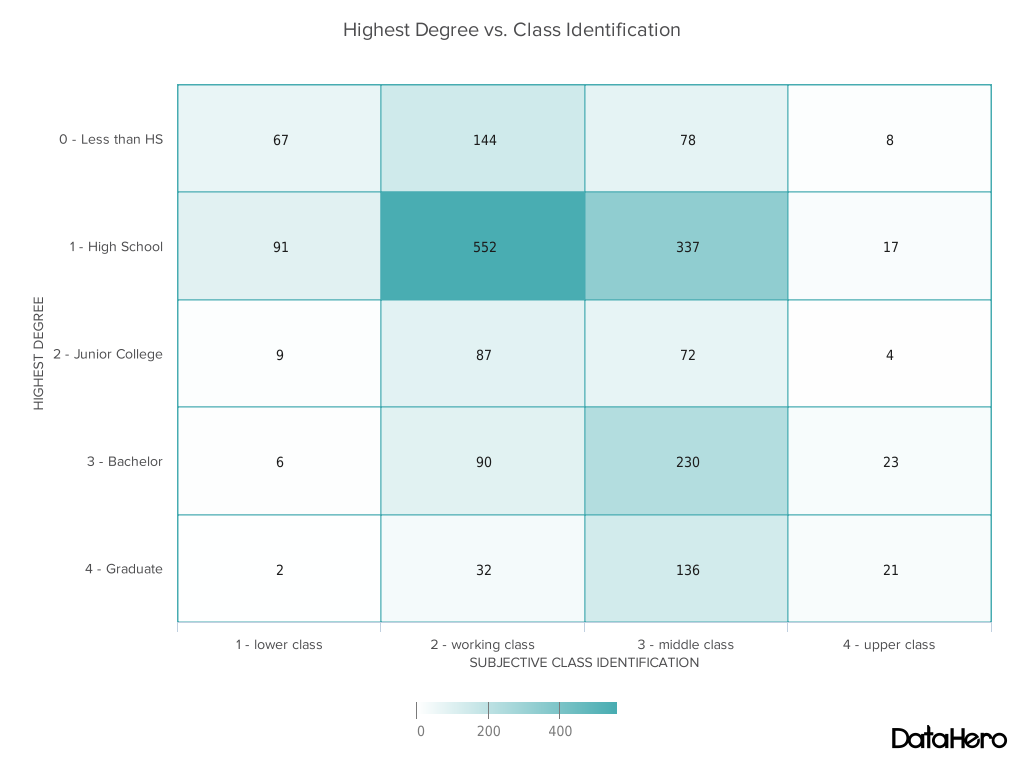 Highest Degree vs. Class Identification
HIGHEST DEGREE
0 - Less than HS 67 144 78 8
1 - High School 91 552 337 17
2 - Junior College 9 87 72 4
3 - Bachelor 6 90 230 23
4 - Graduate 2 32 136 21
1 - lower class 2 - working class 3 - middle class 4 - upper class
SUBJECTIVE CLASS IDENTIFICATION
0 200 400
DataHero